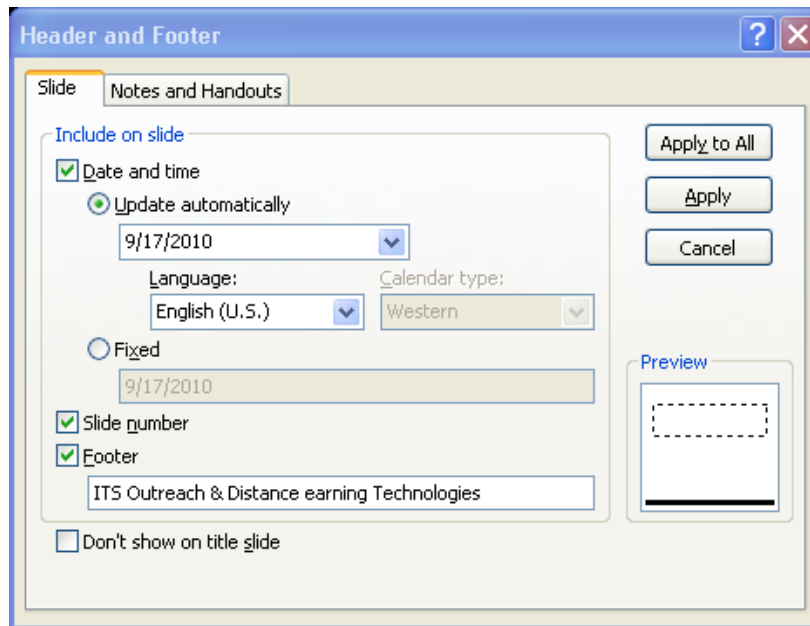 Header and Footer
Slide
Notes and Handouts
Include on slide
Date and time
Update automatically
9/17/2010
Language:
Calendar type:
English (U.S.)
Western
Fixed
9/17/2010
Slide number
Footer
ITS Outreach & Distance earning Technologies
Don't show on title slide
Apply to All
Apply
Cancel
Preview